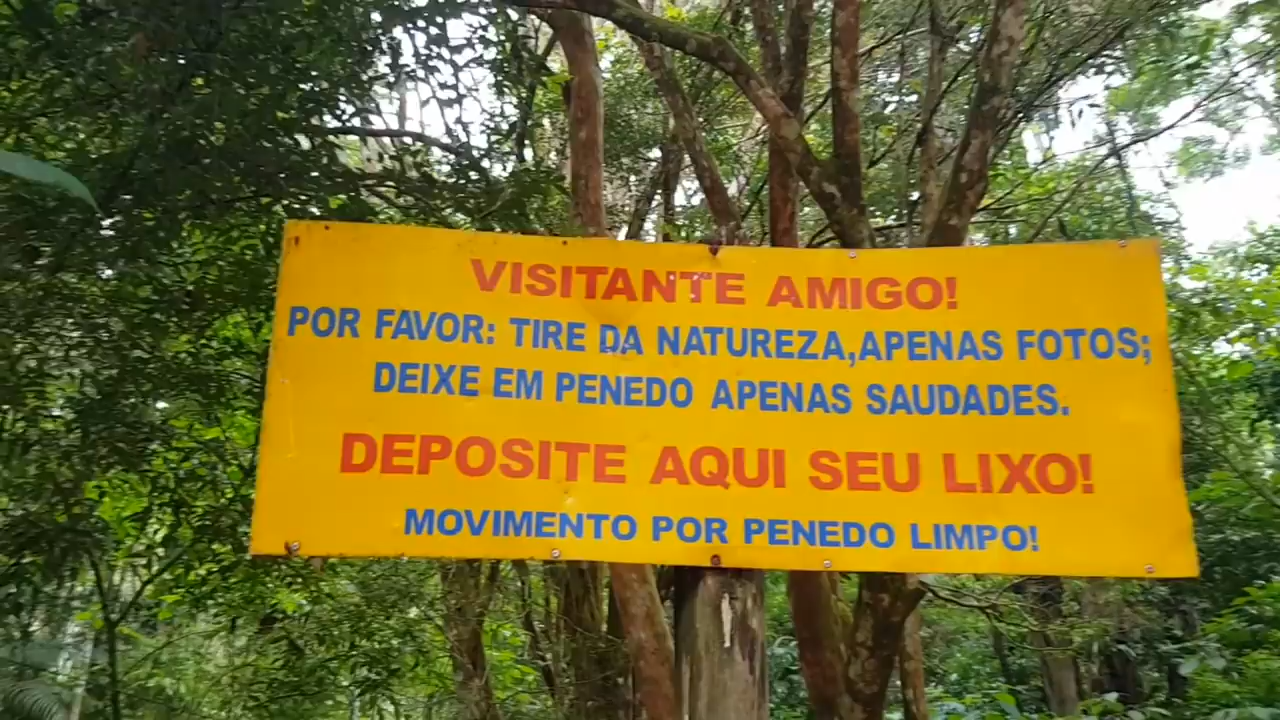 VISITANTE AMIGO!
POR FAVOR: TIRE DA NATUREZA,APENAS FOTOS;
DEIXE EM PENEDO APENAS SAUDADES.
DEPOSITE AQUI SEU LIXO!
MOVIMENTO POR PENEDO LIMPO!